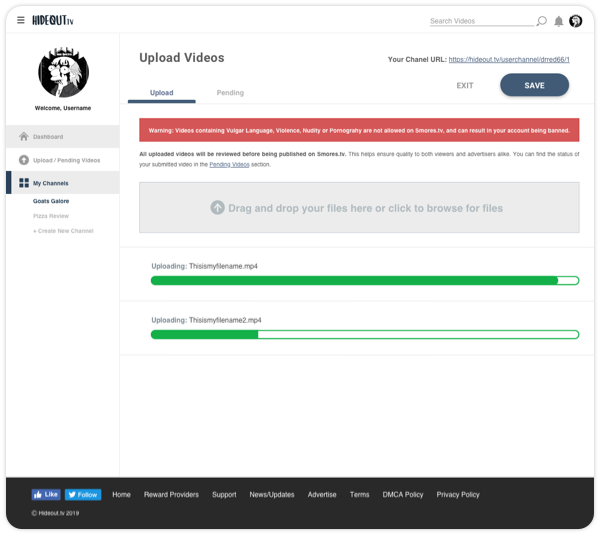 HIDEOUT TV
Search Videos
Upload Videos
Your Chanel URL: https://hideout.tv/userchannel/drred66/1
Welcome, Username
Upload
Pending
EXIT
SAVE
Dashboard
Upload / Pending Videos
My Channels
Goats Galore
Pizza Review
+ Create New Channel
Warning: Videos containing Vulgar Language, Violence, Nudity or Pornograhy are not allowed on Smores.tv, and can result in your account being banned.
All uploaded videos will be reviewed before being published on Smores.tv. This helps ensure quality to both viewers and advertisers alike. You can find the status
of your submitted video in the Pending Videos section.
Drag and drop your files here or click to browse for files
Uploading: Thisismyfilename.mp4
Uploading: Thisismyfilename2.mp4
Like
Follow
Home
Reward Providers
Support
News/Updates
Advertise
Terms
DMCA Policy
Privacy Policy
© Hideout.tv 2019